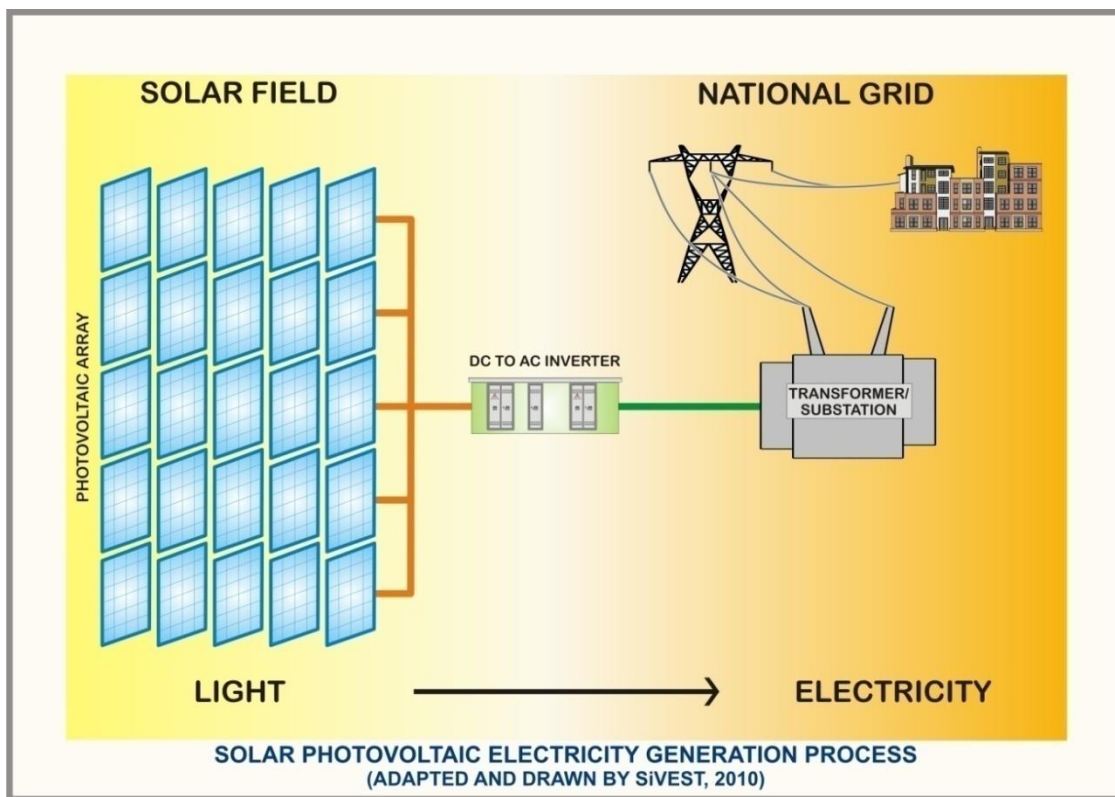 SOLAR FIELD
NATIONAL GRID
PHOTOVOLTAIC ARRAY
DC TO AC INVERTER
TRANSFORMER/
SUBSTATION
LIGHT
ELECTRICITY
SOLAR PHOTOVOLTAIC ELECTRICITY GENERATION PROCESS
(ADAPTED AND DRAWN BY SiVEST, 2010)